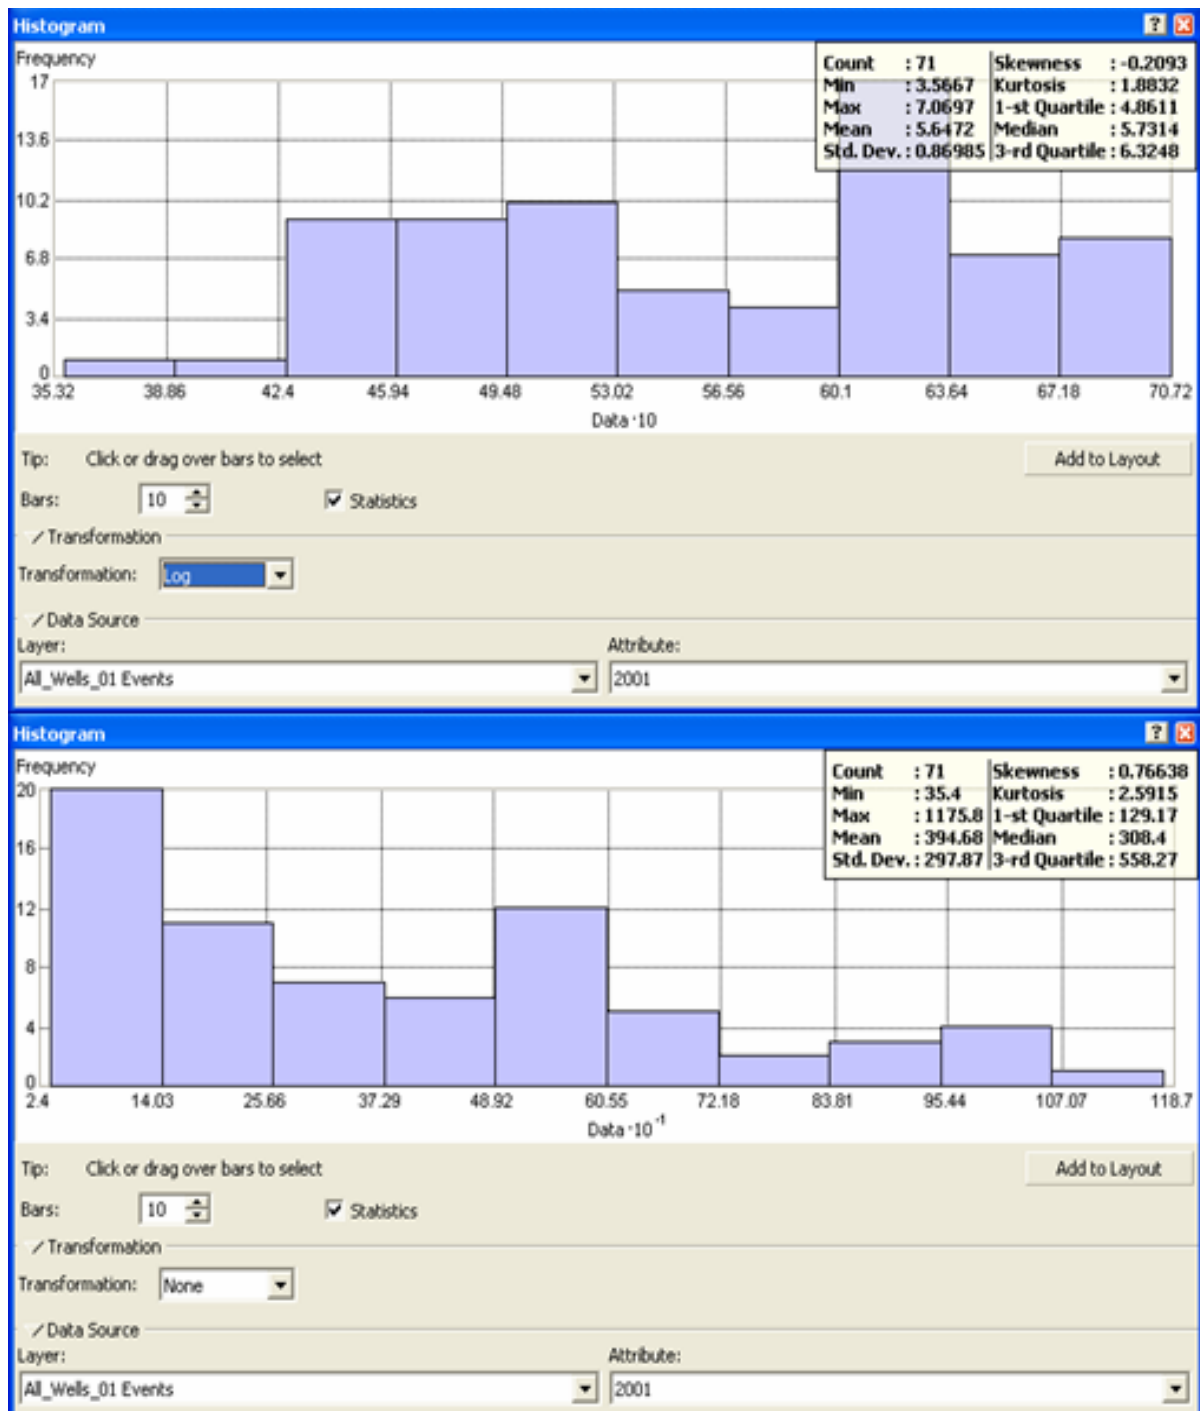 Histogram
Frequency
Count : 71 Skewness : -0.2093
Min : 3.5667 Kurtosis : 1.8832
Max : 7.0697 1-st Quartile : 4.8611
Mean : 5.6472 Median : 5.7314
Std. Dev. : 0.86985 3-rd Quartile : 6.3248
17
13.6
10.2
6.8
3.4
0
35.32 38.86 42.4 45.94 49.48 53.02 56.56 60.1 63.64 67.18 70.72
Data ·10
Tip: Click or drag over bars to select Add to Layout
Bars: 10 Statistics
Transformation
Transformation: Log
Data Source
Layer: Attribute:
All_Wells_01 Events 2001
Histogram
Frequency
Count : 71 Skewness : 0.76638
Min : 35.4 Kurtosis : 2.5915
Max : 1175.8 1-st Quartile : 129.17
Mean : 394.68 Median : 308.4
Std. Dev. : 297.87 3-rd Quartile : 558.27
20
16
12
8
4
0
2.4 14.03 25.66 37.29 48.92 60.55 72.18 83.81 95.44 107.07 118.7
Data ·10⁻¹
Tip: Click or drag over bars to select Add to Layout
Bars: 10 Statistics
Transformation
Transformation: None
Data Source
Layer: Attribute:
All_Wells_01 Events 2001